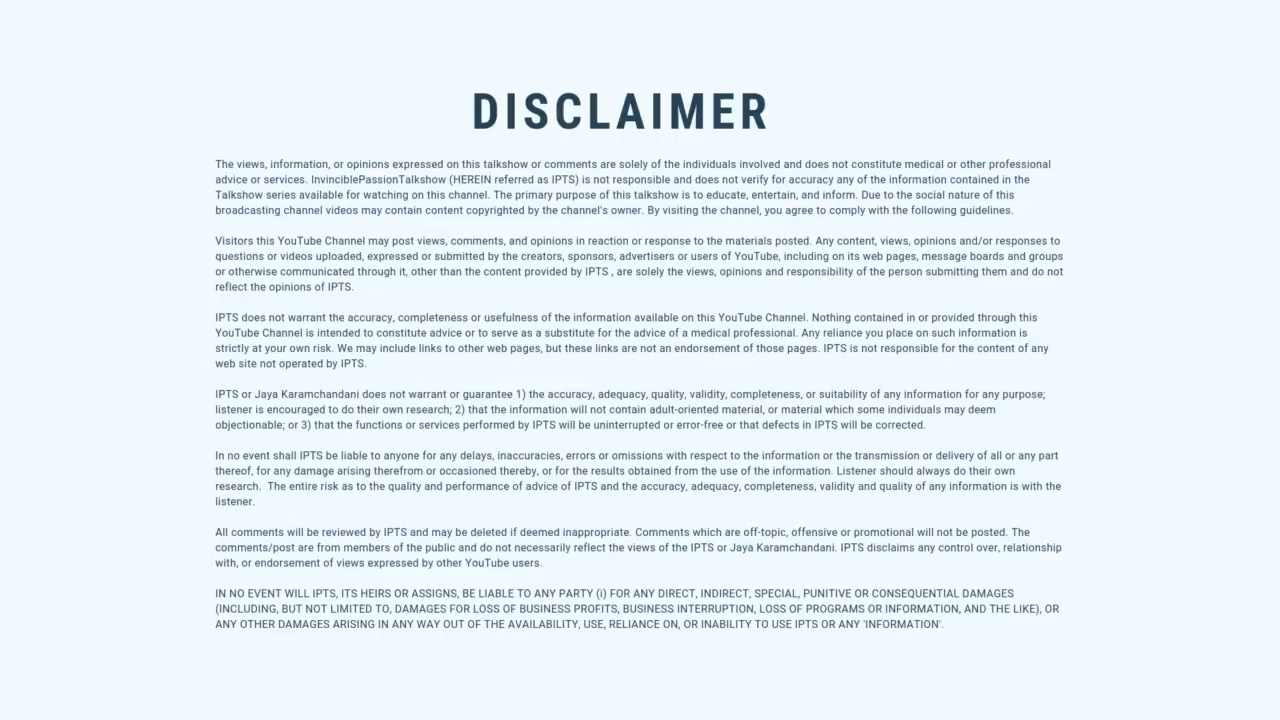 DISCLAIMER
The views, information, or opinions expressed on this talkshow or comments are solely of the individuals involved and does not constitute medical or other professional
advice or services. InvinciblePassionTalkshow (HEREIN referred as IPTS) is not responsible and does not verify for accuracy any of the information contained in the
Talkshow series available for watching on this channel. The primary purpose of this talkshow is to educate, entertain, and inform. Due to the social nature of this
broadcasting channel videos may contain content copyrighted by the channel's owner. By visiting the channel, you agree to comply with the following guidelines.
Visitors this YouTube Channel may post views, comments, and opinions in reaction or response to the materials posted. Any content, views, opinions and/or responses to
questions or videos uploaded, expressed or submitted by the creators, sponsors, advertisers or users of YouTube, including on its web pages, message boards and groups
or otherwise communicated through it, other than the content provided by IPTS , are solely the views, opinions and responsibility of the person submitting them and do not
reflect the opinions of IPTS.
IPTS does not warrant the accuracy, completeness or usefulness of the information available on this YouTube Channel. Nothing contained in or provided through this
YouTube Channel is intended to constitute advice or to serve as a substitute for the advice of a medical professional. Any reliance you place on such information is
strictly at your own risk. We may include links to other web pages, but these links are not an endorsement of those pages. IPTS is not responsible for the content of any
web site not operated by IPTS.
IPTS or Jaya Karamchandani does not warrant or guarantee 1) the accuracy, adequacy, quality, validity, completeness, or suitability of any information for any purpose;
listener is encouraged to do their own research; 2) that the information will not contain adult-oriented material, or material which some individuals may deem
objectionable; or 3) that the functions or services performed by IPTS will be uninterrupted or error-free or that defects in IPTS will be corrected.
In no event shall IPTS be liable to anyone for any delays, inaccuracies, errors or omissions with respect to the information or the transmission or delivery of all or any part
thereof, for any damage arising therefrom or occasioned thereby, or for the results obtained from the use of the information. Listener should always do their own
research.  The entire risk as to the quality and performance of advice of IPTS and the accuracy, adequacy, completeness, validity and quality of any information is with the
listener.
All comments will be reviewed by IPTS and may be deleted if deemed inappropriate. Comments which are off-topic, offensive or promotional will not be posted. The
comments/post are from members of the public and do not necessarily reflect the views of the IPTS or Jaya Karamchandani. IPTS disclaims any control over, relationship
with, or endorsement of views expressed by other YouTube users.
IN NO EVENT WILL IPTS, ITS HEIRS OR ASSIGNS, BE LIABLE TO ANY PARTY (i) FOR ANY DIRECT, INDIRECT, SPECIAL, PUNITIVE OR CONSEQUENTIAL DAMAGES
(INCLUDING, BUT NOT LIMITED TO, DAMAGES FOR LOSS OF BUSINESS PROFITS, BUSINESS INTERRUPTION, LOSS OF PROGRAMS OR INFORMATION, AND THE LIKE), OR
ANY OTHER DAMAGES ARISING IN ANY WAY OUT OF THE AVAILABILITY, USE, RELIANCE ON, OR INABILITY TO USE IPTS OR ANY 'INFORMATION'.